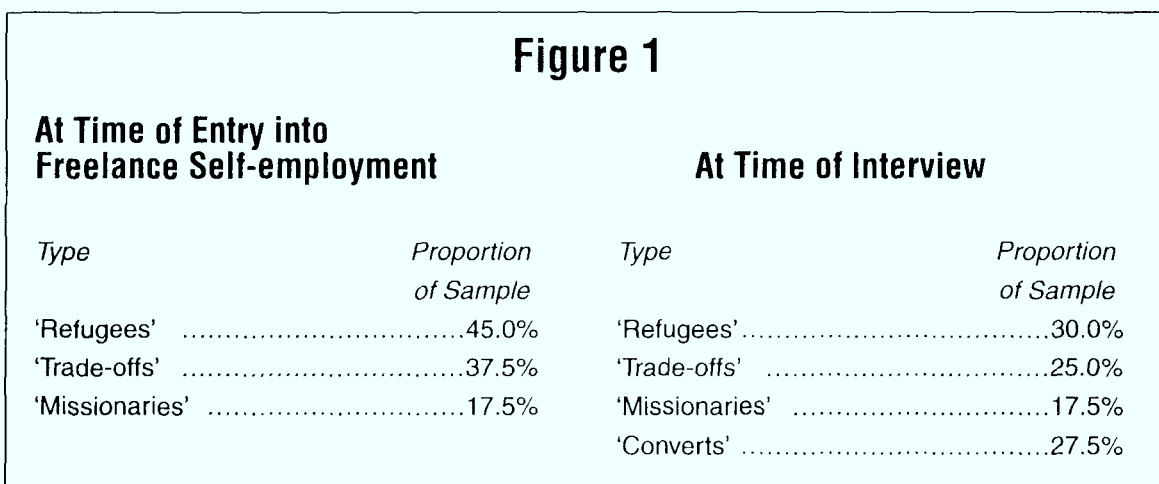 Figure 1
At Time of Entry into
Freelance Self-employment
Type Proportion
of Sample
‘Refugees’ ................................45.0%
‘Trade-offs’ ................................37.5%
‘Missionaries’ .............................17.5%
At Time of Interview
Type Proportion
of Sample
‘Refugees’...................................30.0%
‘Trade-offs’ ................................25.0%
‘Missionaries’ .............................17.5%
‘Converts’ ...................................27.5%